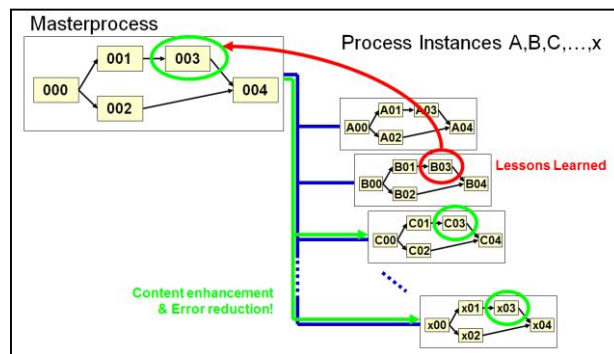 Masterprocess
Process Instances A,B,C,…,x
001
003
000
002
004
A01
A03
A00
A02
A04
B01
B03
Lessons Learned
B00
B02
B04
C01
C03
C00
C02
C04
Content enhancement
& Error reduction!
x01
x03
x00
x02
x04